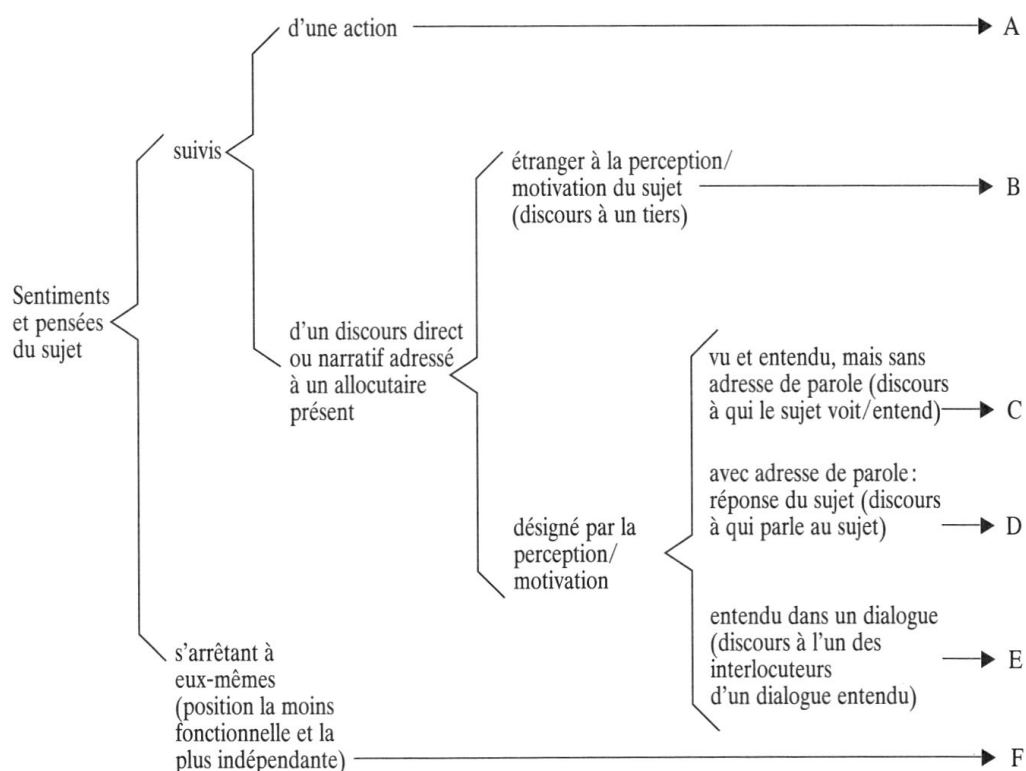 d'une action
A
suivis
étranger à la perception/
motivation du sujet
(discours à un tiers)
B
Sentiments
et pensées
du sujet
d'un discours direct
ou narratif adressé
à un allocutaire
présent
vu et entendu, mais sans
adresse de parole (discours
à qui le sujet voit/entend)
C
avec adresse de parole :
réponse du sujet (discours
à qui parle au sujet)
D
désigné par la
perception/
motivation
entendu dans un dialogue
(discours à l'un des
interlocuteurs
d'un dialogue entendu)
E
s'arrêtant à
eux-mêmes
(position la moins
fonctionnelle et la
plus indépendante)
F